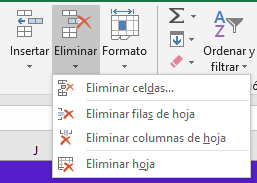 Insertar Eliminar Formato Ordenar y
filtrar
Eliminar celdas...
Eliminar filas de hoja
Eliminar columnas de hoja
Eliminar hoja
J